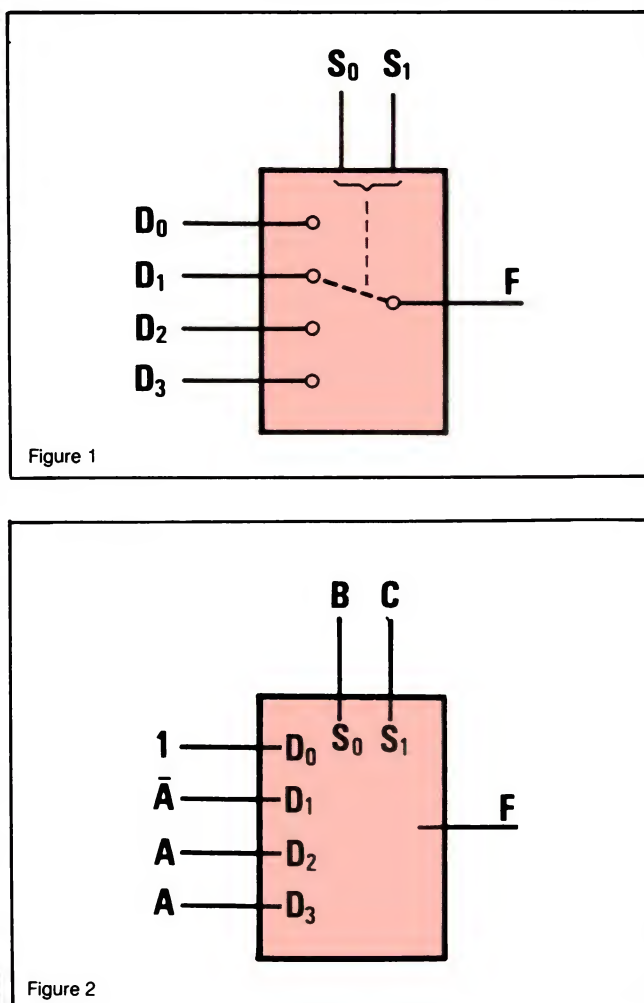 S₀ S₁
D₀
D₁
D₂
D₃
F
Figure 1
B C
1 D₀ S₀ S₁
Ā D₁
A D₂
A D₃
F
Figure 2